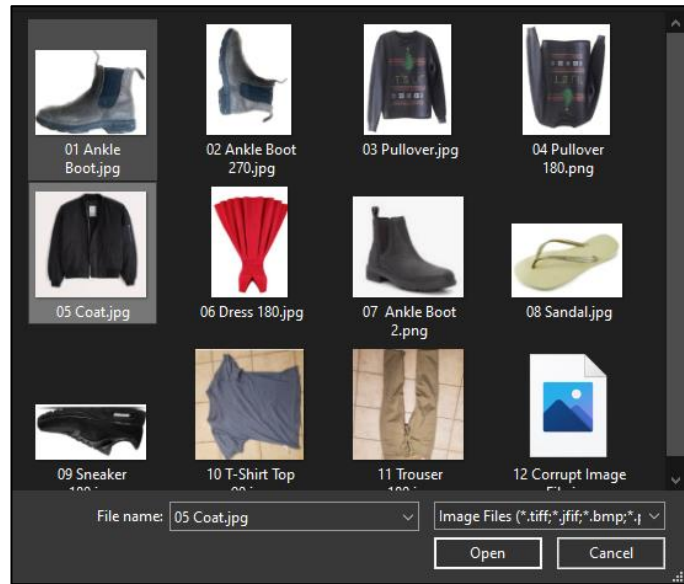 01 Ankle
Boot.jpg
02 Ankle Boot
270.jpg
03 Pullover.jpg
04 Pullover
180.png
05 Coat.jpg
06 Dress 180.jpg
07 Ankle Boot
2.png
08 Sandal.jpg
09 Sneaker
10 T-Shirt Top
11 Trouser
12 Corrupt Image
File name:
05 Coat.jpg
Image Files (*.tiff;*.jfif;*.bmp;*.p
Open
Cancel